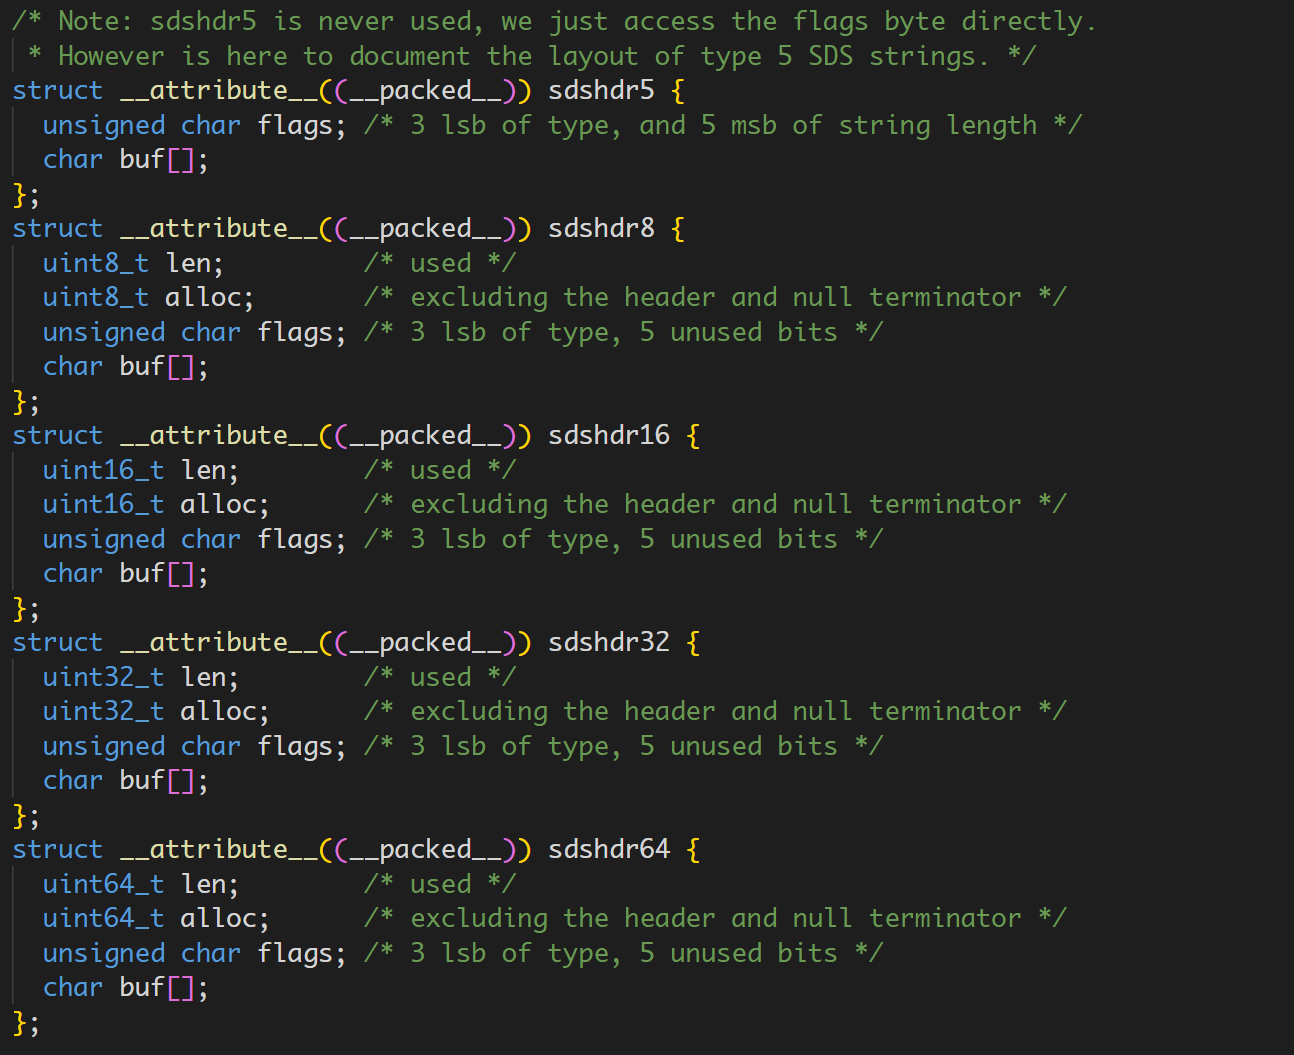 /* Note: sdshdr5 is never used, we just access the flags byte directly.
 * However is here to document the layout of type 5 SDS strings. */
struct __attribute__((__packed__)) sdshdr5 {
  unsigned char flags; /* 3 lsb of type, and 5 msb of string length */
  char buf[];
};
struct __attribute__((__packed__)) sdshdr8 {
  uint8_t len;         /* used */
  uint8_t alloc;       /* excluding the header and null terminator */
  unsigned char flags; /* 3 lsb of type, 5 unused bits */
  char buf[];
};
struct __attribute__((__packed__)) sdshdr16 {
  uint16_t len;        /* used */
  uint16_t alloc;      /* excluding the header and null terminator */
  unsigned char flags; /* 3 lsb of type, 5 unused bits */
  char buf[];
};
struct __attribute__((__packed__)) sdshdr32 {
  uint32_t len;        /* used */
  uint32_t alloc;      /* excluding the header and null terminator */
  unsigned char flags; /* 3 lsb of type, 5 unused bits */
  char buf[];
};
struct __attribute__((__packed__)) sdshdr64 {
  uint64_t len;        /* used */
  uint64_t alloc;      /* excluding the header and null terminator */
  unsigned char flags; /* 3 lsb of type, 5 unused bits */
  char buf[];
};